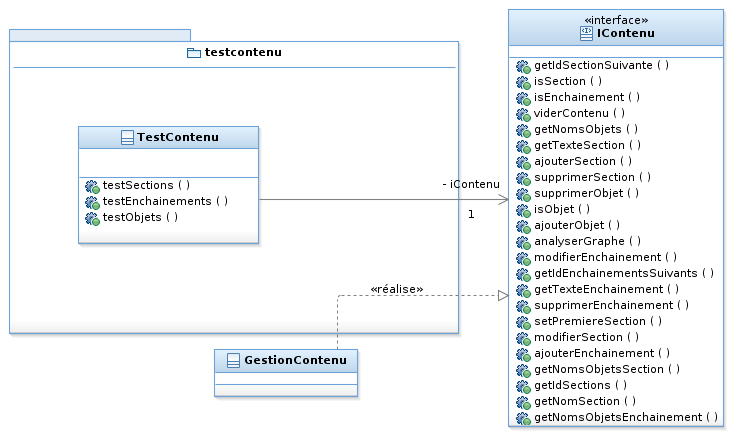 testcontenu
TestContenu
testSections ( )
testEnchainements ( )
testObjets ( )
- iContenu
1
«réalise»
GestionContenu
«interface»
IContenu
getIdSectionSuivante ( )
isSection ( )
isEnchainement ( )
viderContenu ( )
getNomsObjets ( )
getTexteSection ( )
ajouterSection ( )
supprimerSection ( )
supprimerObjet ( )
isObjet ( )
ajouterObjet ( )
analyserGraphe ( )
modifierEnchainement ( )
getIdEnchainementsSuivants ( )
getTexteEnchainement ( )
supprimerEnchainement ( )
setPremiereSection ( )
modifierSection ( )
ajouterEnchainement ( )
getNomsObjetsSection ( )
getIdSections ( )
getNomSection ( )
getNomsObjetsEnchainement ( )